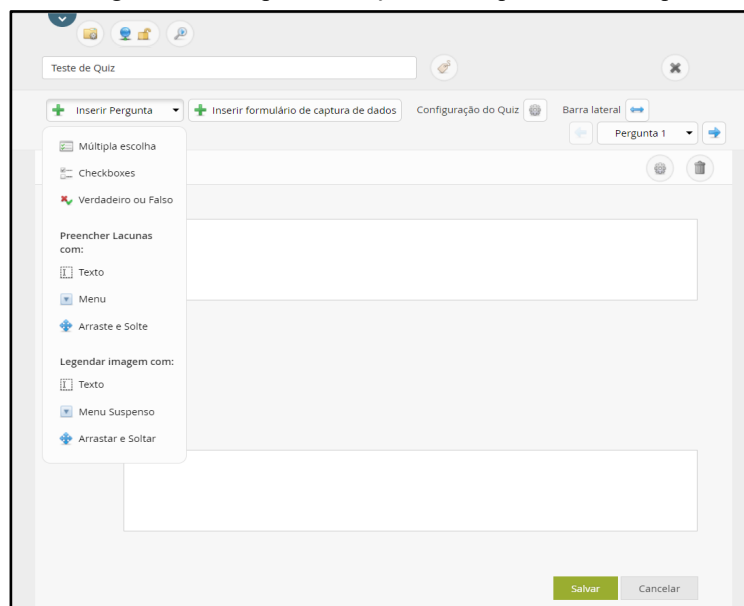 Teste de Quiz
Inserir Pergunta
Inserir formulário de captura de dados
Configuração do Quiz
Barra lateral
Pergunta 1
Múltipla escolha
Checkboxes
Verdadeiro ou Falso
Preencher Lacunas
com:
Texto
Menu
Arraste e Solte
Legendar imagem com:
Texto
Menu Suspenso
Arrastar e Soltar
Salvar
Cancelar